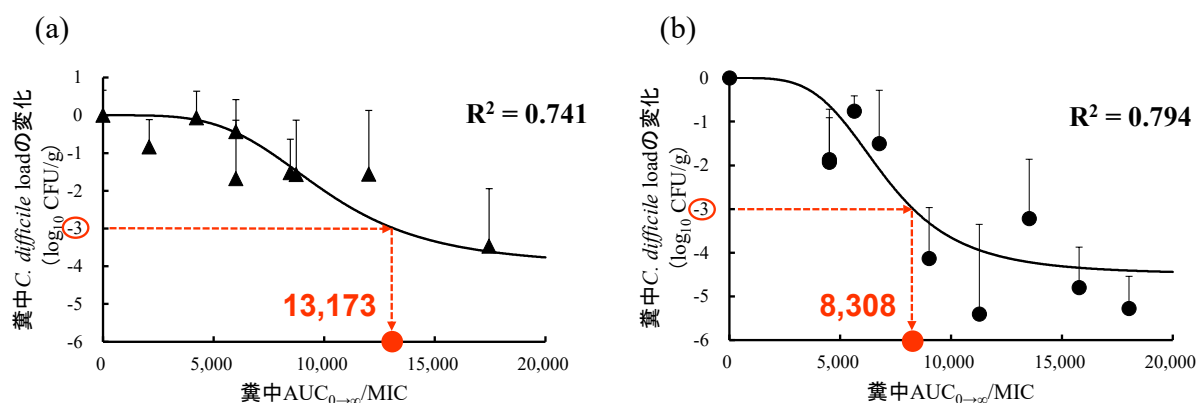 (a)
糞中C. difficile loadの変化
(log₁₀ CFU/g)
1
0
-1
-2
-3
-4
-5
-6
R² = 0.741
13,173
0
5,000
10,000
15,000
20,000
糞中AUC₀→∞/MIC
(b)
糞中C. difficile loadの変化
(log₁₀ CFU/g)
0
-1
-2
-3
-4
-5
-6
R² = 0.794
8,308
0
5,000
10,000
15,000
20,000
糞中AUC₀→∞/MIC